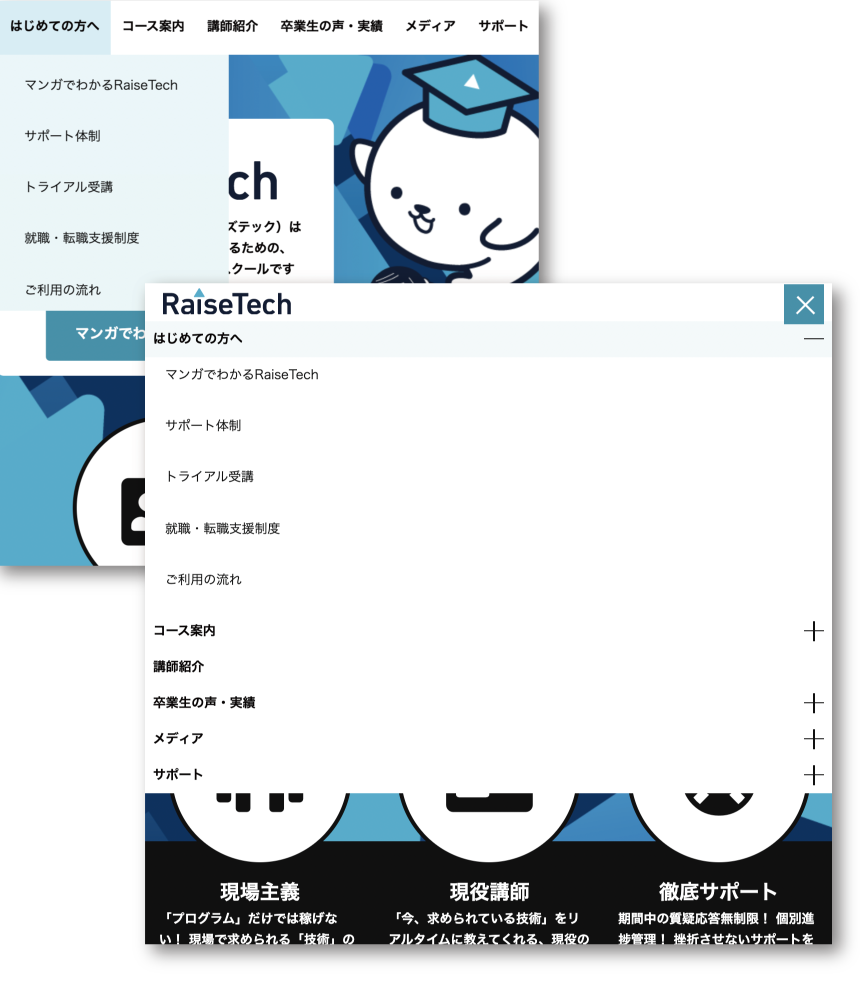 はじめての方へ コース案内 講師紹介 卒業生の声・実績 メディア サポート
マンガでわかるRaiseTech
サポート体制
トライアル受講
就職・転職支援制度
ch
ズテック）は
るための、
スクールです
ご利用の流れ
マンガでわ
RaiseTech
はじめての方へ
マンガでわかるRaiseTech
サポート体制
トライアル受講
就職・転職支援制度
ご利用の流れ
コース案内
講師紹介
卒業生の声・実績
メディア
サポート
現場主義
「プログラム」だけでは稼げな
い！ 現場で求められる「技術」の
現役講師
「今、求められている技術」をリ
アルタイムに教えてくれる、現役の
徹底サポート
期間中の質疑応答無制限！ 個別進
捗管理！ 挫折させないサポートを